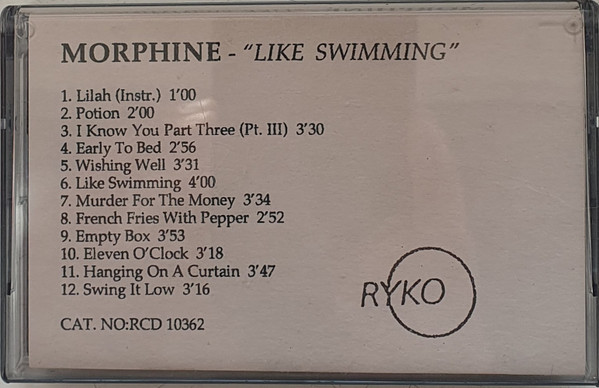 MORPHINE - "LIKE SWIMMING"
1. Lilah (Instr.) 1'00
2. Potion 2'00
3. I Know You Part Three (Pt. III) 3'30
4. Early To Bed 2'56
5. Wishing Well 3'31
6. Like Swimming 4'00
7. Murder For The Money 3'34
8. French Fries With Pepper 2'52
9. Empty Box 3'53
10. Eleven O'Clock 3'18
11. Hanging On A Curtain 3'47
12. Swing It Low 3'16
CAT. NO:RCD 10362
RYKO